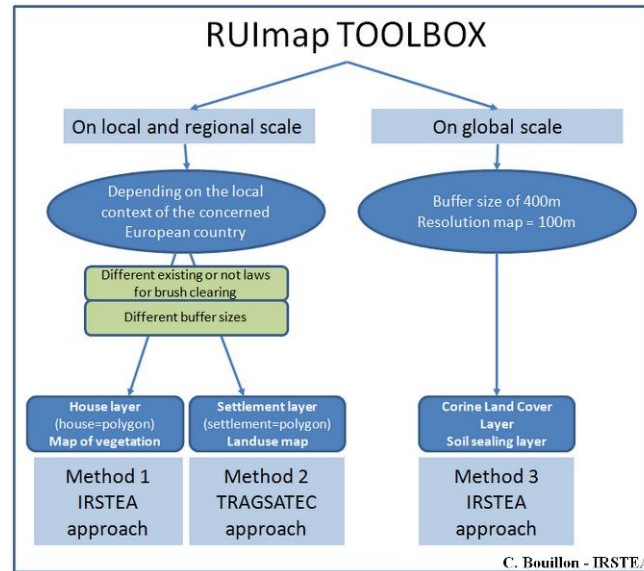 RUImap TOOLBOX
On local and regional scale
On global scale
Depending on the local
context of the concerned
European country
Buffer size of 400m
Resolution map = 100m
Different existing or not laws
for brush clearing
Different buffer sizes
House layer
(house=polygon)
Map of vegetation
Settlement layer
(settlement=polygon)
Landuse map
Corine Land Cover
Layer
Soil sealing layer
Method 1
IRSTEA
approach
Method 2
TRAGSATEC
approach
Method 3
IRSTEA
approach
C. Bouillon - IRSTEA